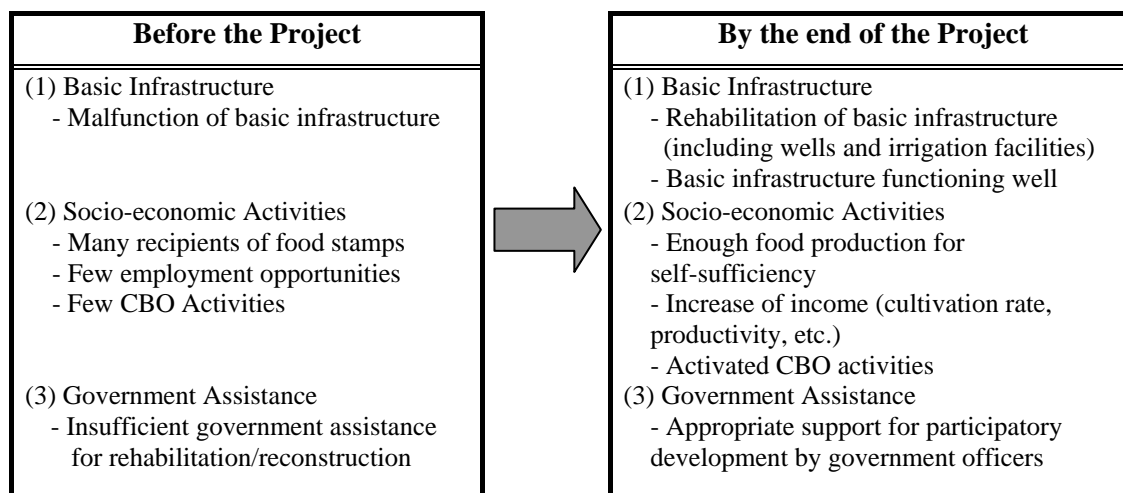 Before the Project
(1) Basic Infrastructure
- Malfunction of basic infrastructure
(2) Socio-economic Activities
- Many recipients of food stamps
- Few employment opportunities
- Few CBO Activities
(3) Government Assistance
- Insufficient government assistance
for rehabilitation/reconstruction
By the end of the Project
(1) Basic Infrastructure
- Rehabilitation of basic infrastructure
(including wells and irrigation facilities)
- Basic infrastructure functioning well
(2) Socio-economic Activities
- Enough food production for
self-sufficiency
- Increase of income (cultivation rate,
productivity, etc.)
- Activated CBO activities
(3) Government Assistance
- Appropriate support for participatory
development by government officers